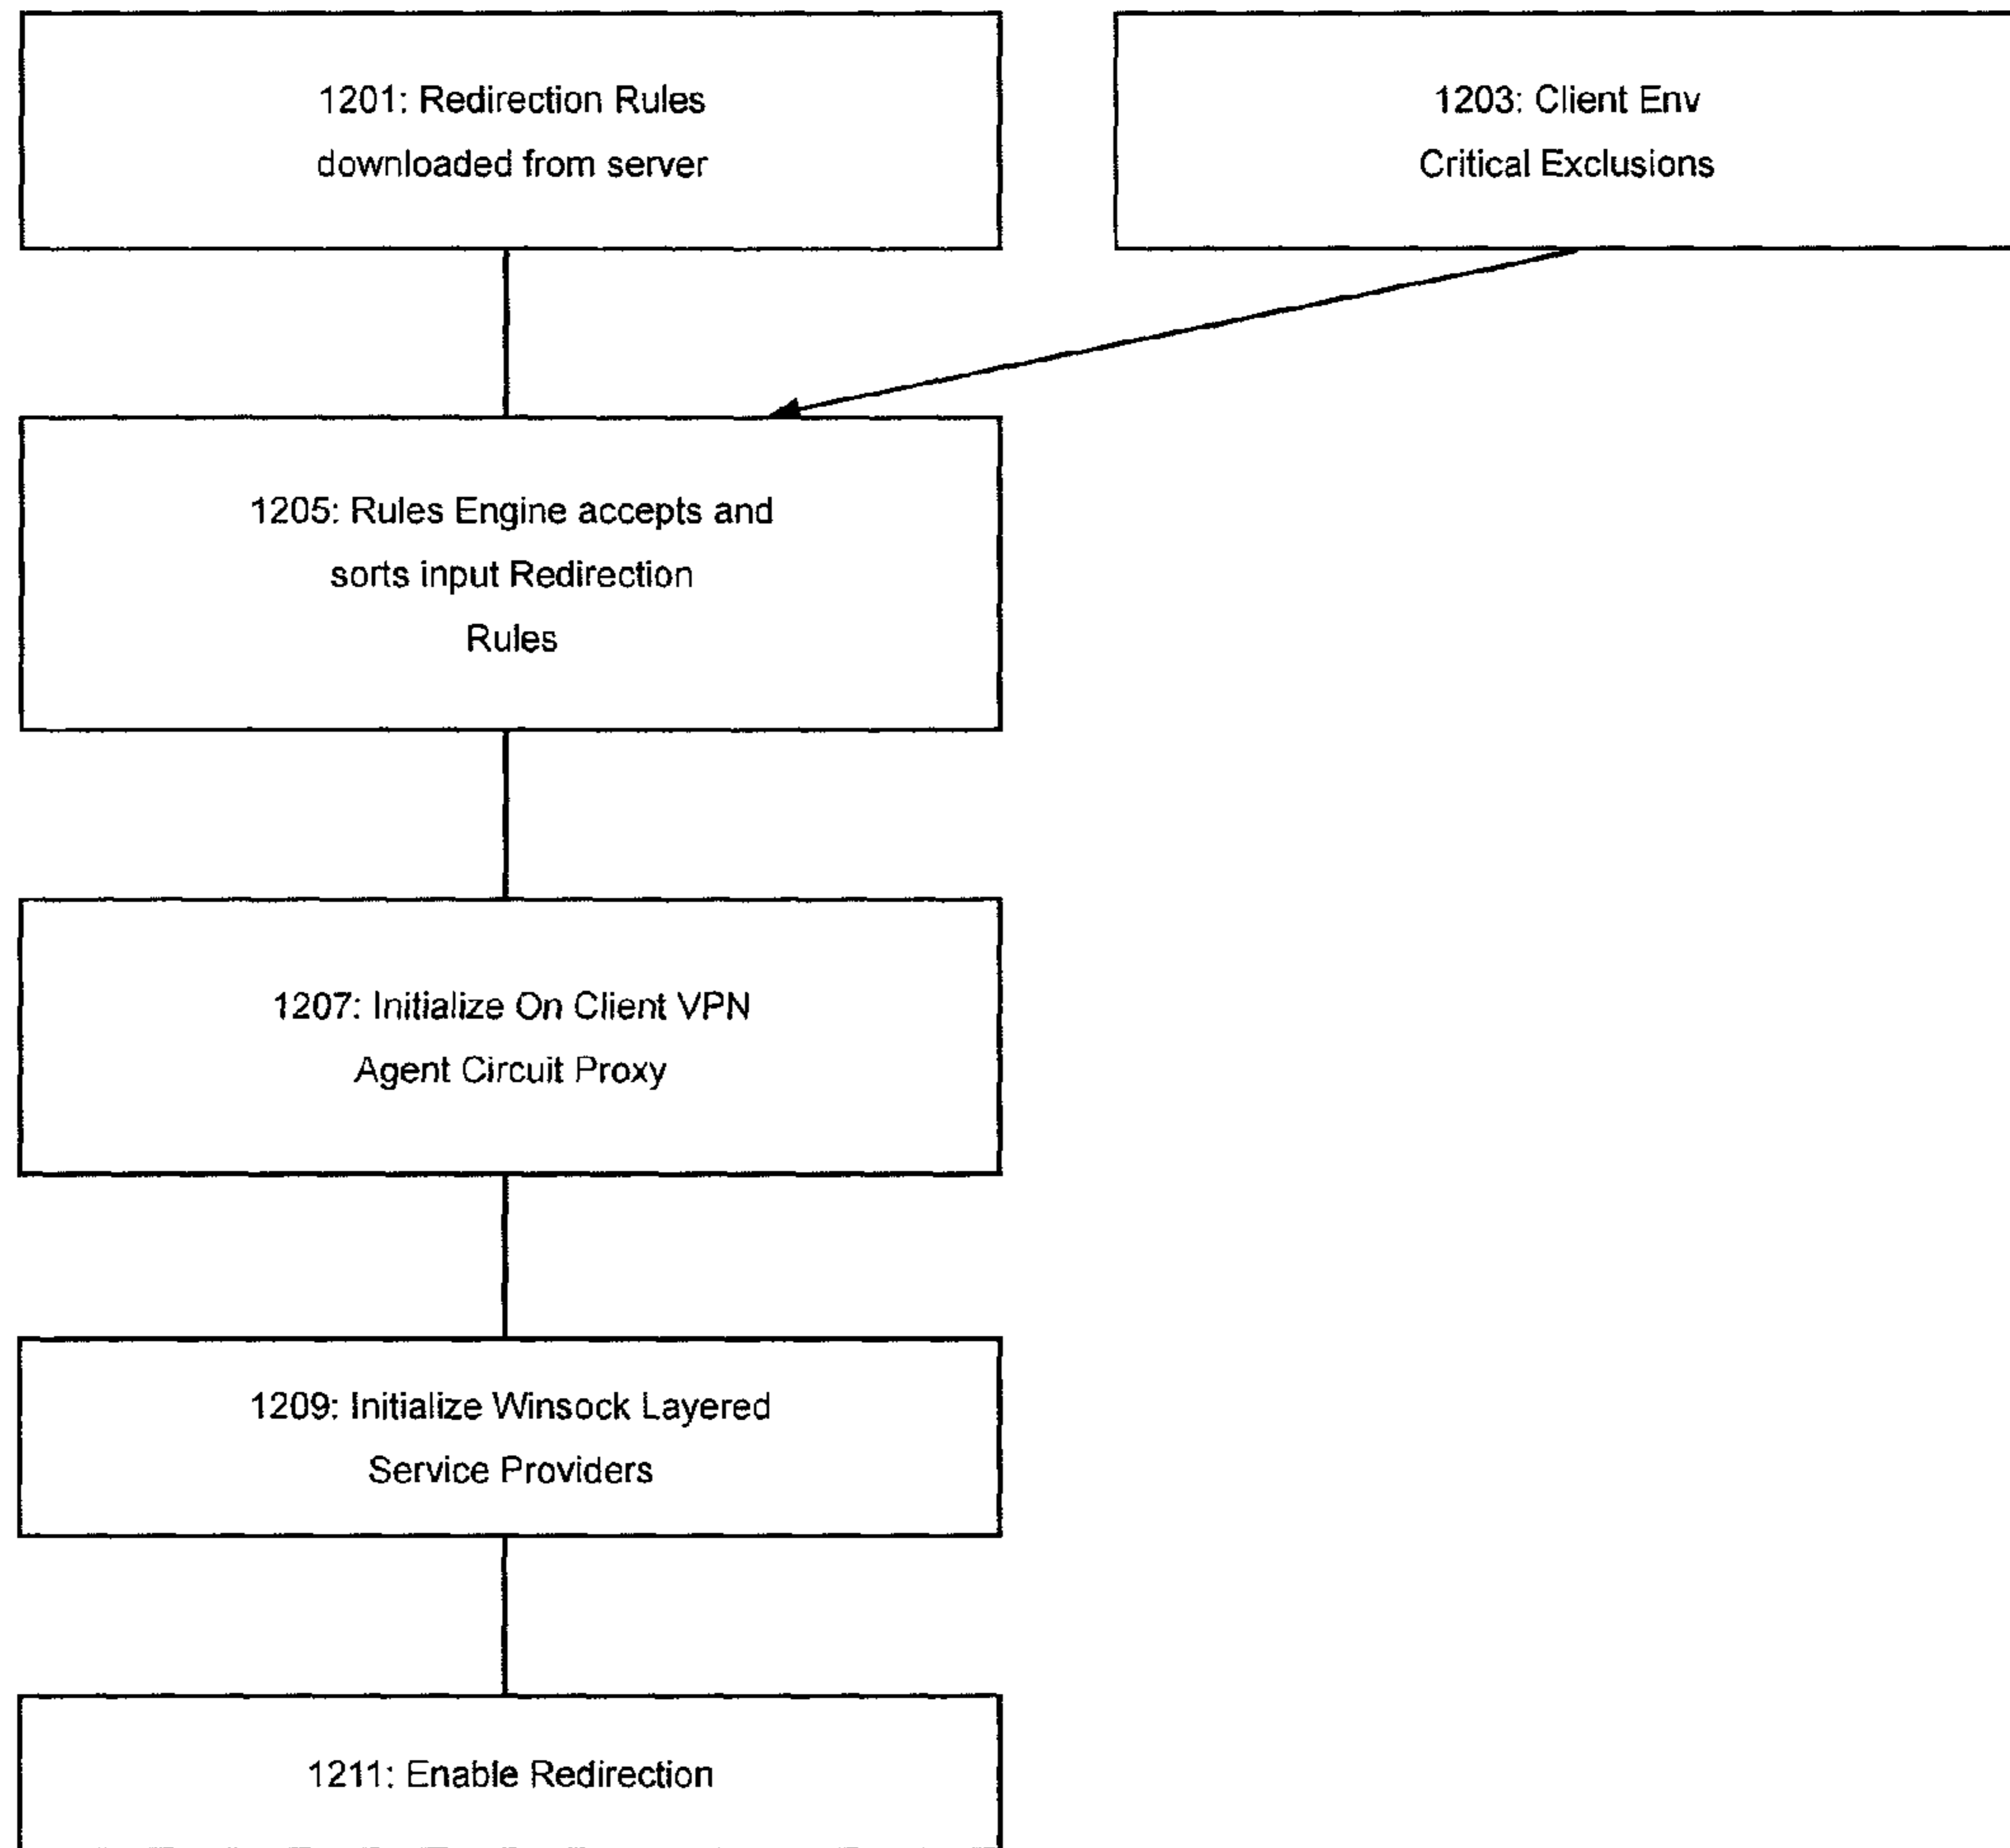 1201: Redirection Rules
downloaded from server
1203: Client Env
Critical Exclusions
1205: Rules Engine accepts and
sorts input Redirection
Rules
1207: Initialize On Client VPN
Agent Circuit Proxy
1209: Initialize Winsock Layered
Service Providers
1211: Enable Redirection